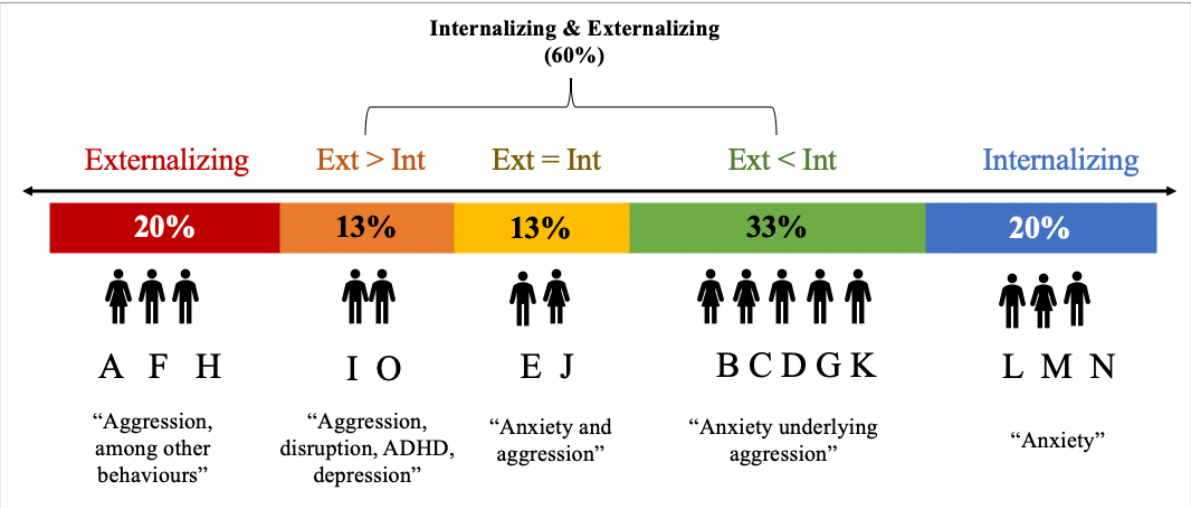 Internalizing & Externalizing
(60%)
Externalizing
Ext > Int
Ext = Int
Ext < Int
Internalizing
20%
13%
13%
33%
20%
A F H
I O
E J
B C D G K
L M N
“Aggression,
among other
behaviours”
“Aggression,
disruption, ADHD,
depression”
“Anxiety and
aggression”
“Anxiety underlying
aggression”
“Anxiety”